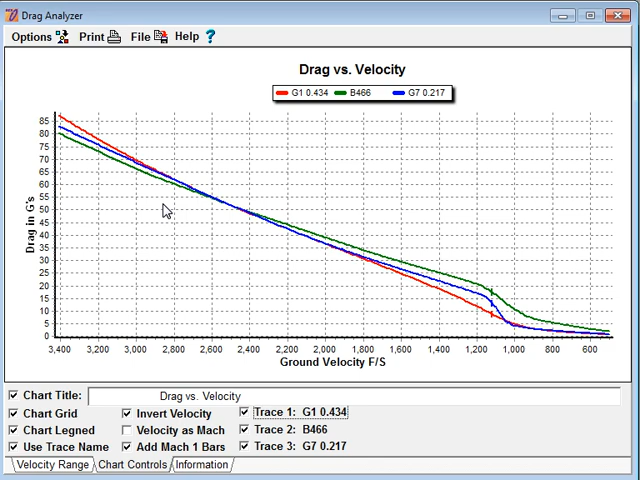 Drag Analyzer
Options Print File Help ?
Drag vs. Velocity
G1 0.434 B466 G7 0.217
85
80
75
70
65
60
55
50
45
40
35
30
25
20
15
10
5
0
Drag in G's
3,400 3,200 3,000 2,800 2,600 2,400 2,200 2,000 1,800 1,600 1,400 1,200 1,000 800 600
Ground Velocity F/S
Chart Title: Drag vs. Velocity
Chart Grid Invert Velocity Trace 1: G1 0.434
Chart Legned Velocity as Mach Trace 2: B466
Use Trace Name Add Mach 1 Bars Trace 3: G7 0.217
Velocity Range Chart Controls Information